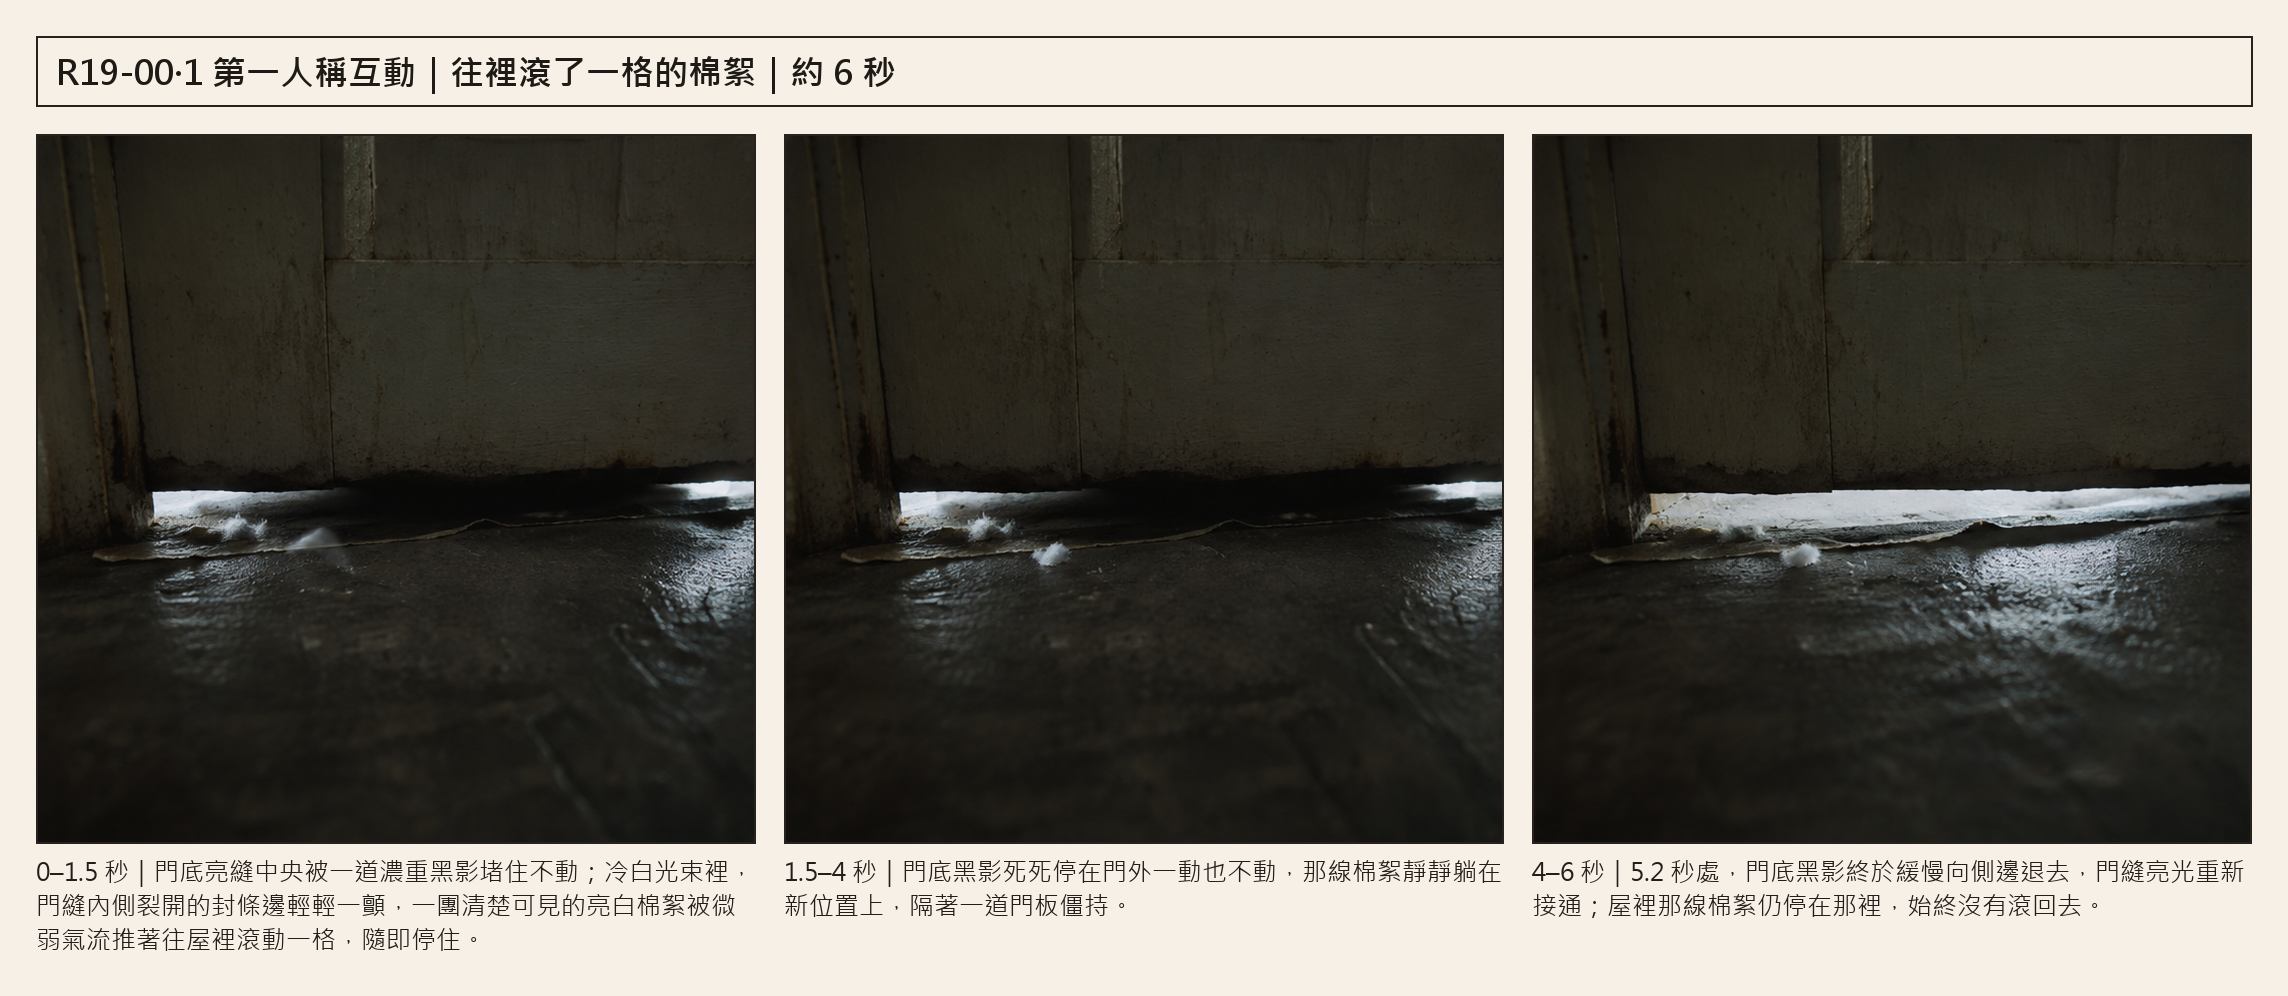 R19-00·1 第一人稱互動｜往裡滾了一格的棉絮｜約 6 秒
0–1.5 秒｜門底亮縫中央被一道濃重黑影堵住不動；冷白光束裡，
門縫內側裂開的封條邊輕輕一顫，一團清楚可見的亮白棉絮被微
弱氣流推著往屋裡滾動一格，隨即停住。
1.5–4 秒｜門底黑影死死停在門外一動也不動，那線棉絮靜靜躺在
新位置上，隔著一道門板僵持。
4–6 秒｜5.2 秒處，門底黑影終於緩慢向側邊退去，門縫亮光重新
接通；屋裡那線棉絮仍停在那裡，始終沒有滾回去。